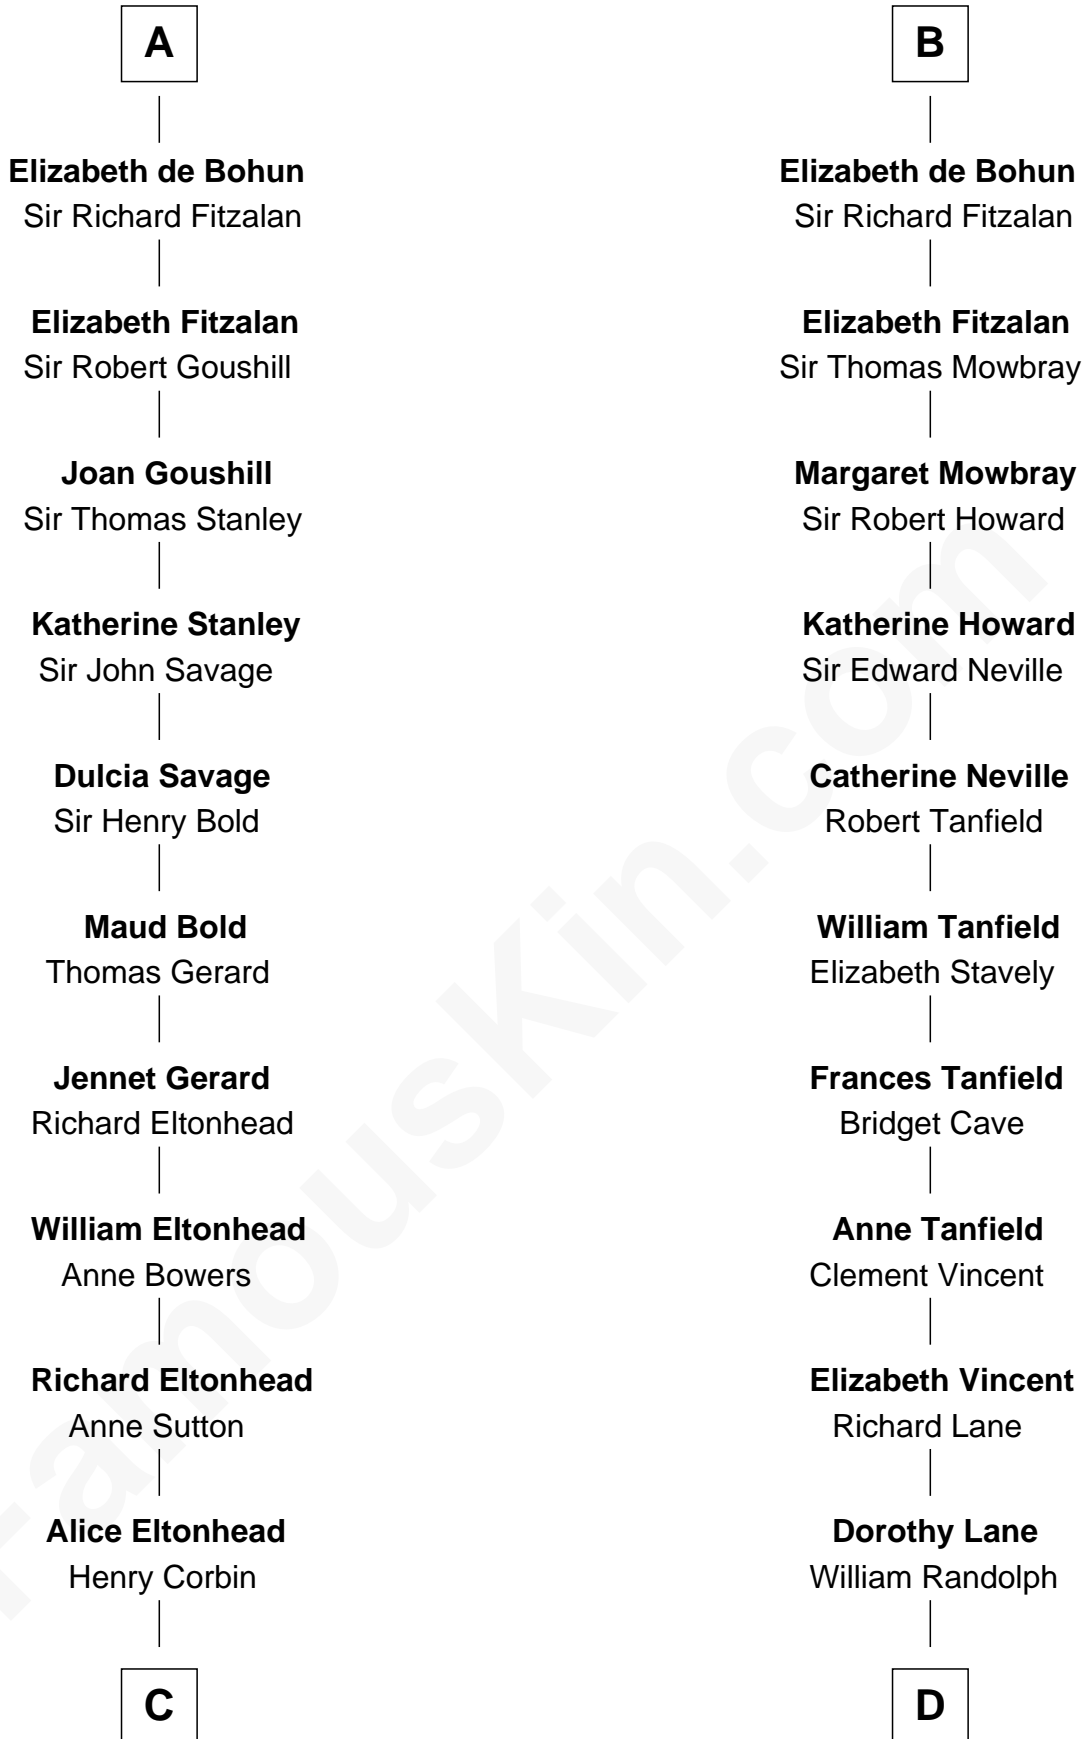 A
Elizabeth de Bohun
Sir Richard Fitzalan
Elizabeth Fitzalan
Sir Robert Goushill
Joan Goushill
Sir Thomas Stanley
Katherine Stanley
Sir John Savage
Dulcia Savage
Sir Henry Bold
Maud Bold
Thomas Gerard
Jennet Gerard
Richard Eltonhead
William Eltonhead
Anne Bowers
Richard Eltonhead
Anne Sutton
Alice Eltonhead
Henry Corbin
C
B
Elizabeth de Bohun
Sir Richard Fitzalan
Elizabeth Fitzalan
Sir Thomas Mowbray
Margaret Mowbray
Sir Robert Howard
Katherine Howard
Sir Edward Neville
Catherine Neville
Robert Tanfield
William Tanfield
Elizabeth Stavely
Frances Tanfield
Bridget Cave
Anne Tanfield
Clement Vincent
Elizabeth Vincent
Richard Lane
Dorothy Lane
William Randolph
D
FamousKin.com